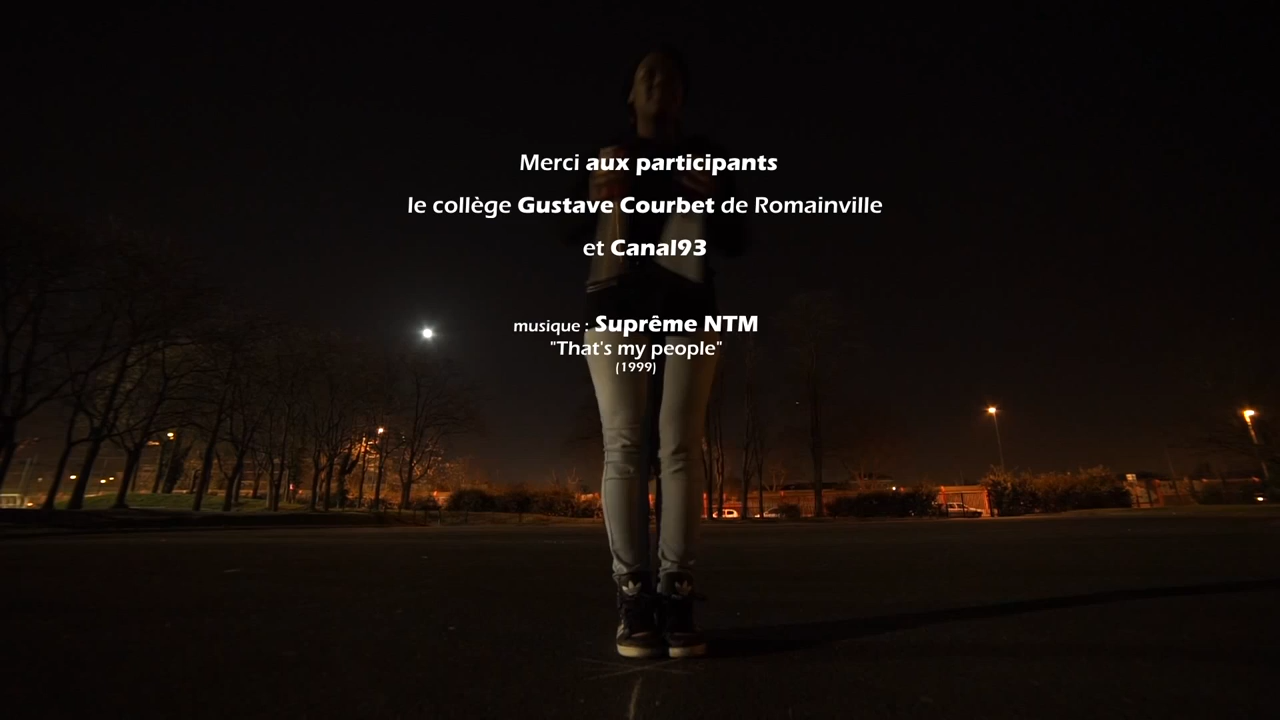 Merci aux participants
le collège Gustave Courbet de Romainville
et Canal93
musique : Suprême NTM
"That's my people"
(1999)